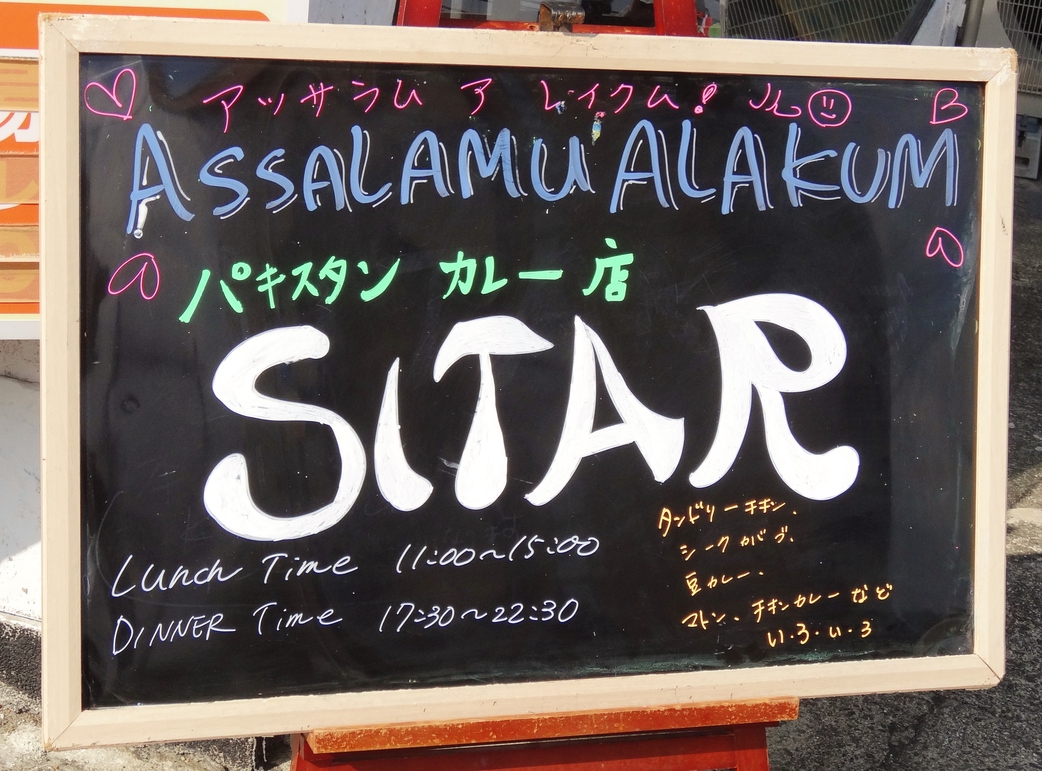 アッサラム ア レイクム!
ASSALAMU ALAKUM
パキスタン カレー 店
SITAR
Lunch Time 11:00~15:00
DINNER Time 17:30~22:30
タンドリーチキン、
シークカバブ、
豆カレー、
マトン、チキンカレーなど
い・ろ・い・ろ